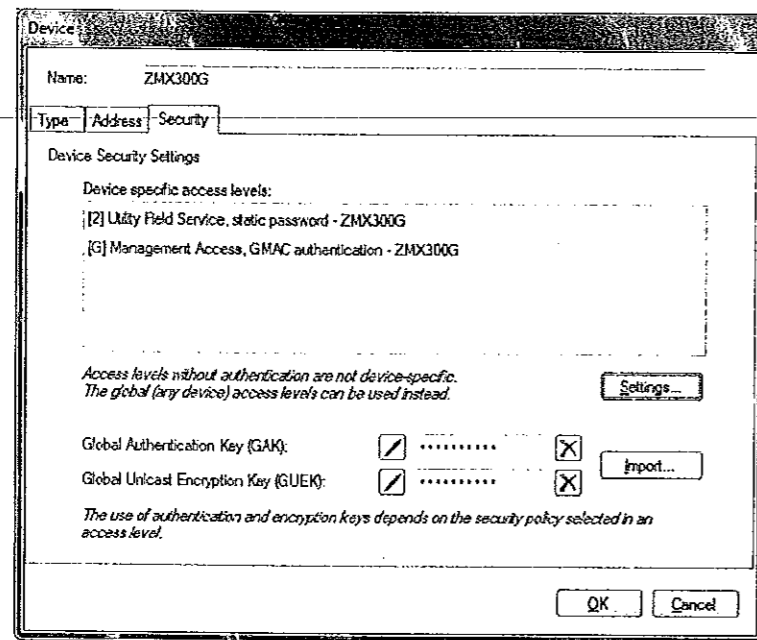 Device
Name: ZMX300G
Type Address Security
Device Security Settings
Device specific access levels:
[2] Utility Field Service, static password - ZMX300G
[G] Management Access, GMAC authentication - ZMX300G
Access levels without authentication are not device-specific.
The global (any device) access levels can be used instead.
Settings...
Global Authentication Key (GAK): ••••••••••
Import...
Global Unicast Encryption Key (GUEK): ••••••••••
The use of authentication and encryption keys depends on the security policy selected in an
access level.
OK Cancel